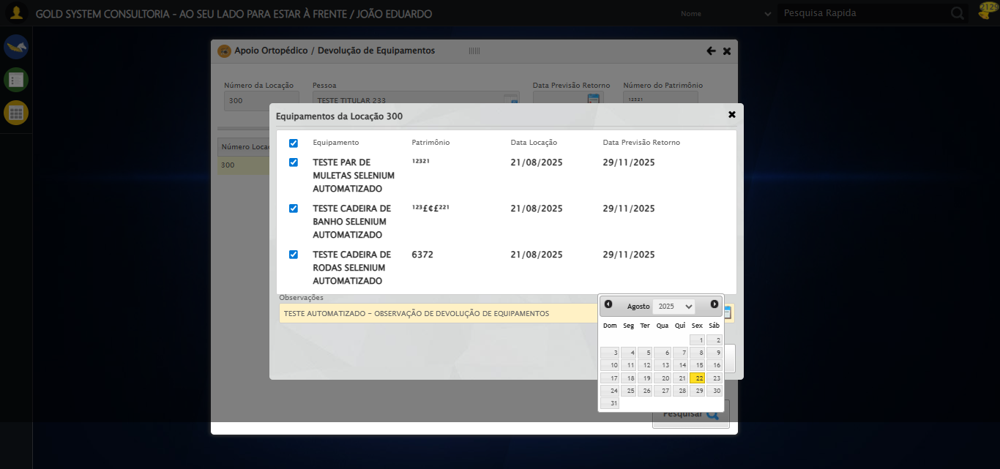 GOLD SYSTEM CONSULTORIA - AO SEU LADO PARA ESTAR À FRENTE / JOÃO EDUARDO
Nome
Pesquisa Rapida
2129
Apoio Ortopédico / Devolução de Equipamentos
Número da Locação Pessoa Data Previsão Retorno Número do Patrimônio
300 TESTE TITULAR 233 ¹²⁵²¹
Número
300
Equipamentos da Locação 300
Equipamento Patrimônio Data Locação Data Previsão Retorno
TESTE PAR DE MULETAS SELENIUM AUTOMATIZADO ¹²³²¹ 21/08/2025 29/11/2025
TESTE CADEIRA DE BANHO SELENIUM AUTOMATIZADO ¹²³£¢£²²¹ 21/08/2025 29/11/2025
TESTE CADEIRA DE RODAS SELENIUM AUTOMATIZADO 6372 21/08/2025 29/11/2025
Observações
TESTE AUTOMATIZADO - OBSERVAÇÃO DE DEVOLUÇÃO DE EQUIPAMENTOS
Agosto 2025
Dom Seg Ter Qua Qui Sex Sáb
1 2
3 4 5 6 7 8 9
10 11 12 13 14 15 16
17 18 19 20 21 22 23
24 25 26 27 28 29 30
31
Pesquisar